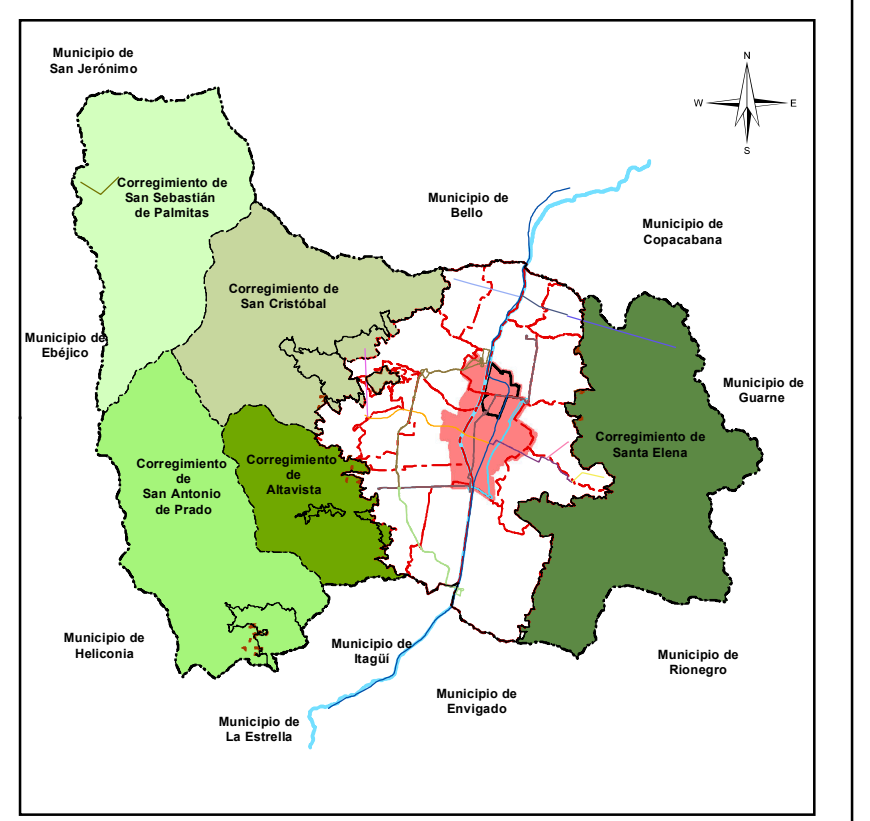 Municipio de
San Jerónimo
N
W
E
S
Corregimiento de
San Sebastián
de Palmitas
Municipio de
Bello
Municipio de
Copacabana
Corregimiento de
San Cristóbal
Municipio de
Ebéjico
Municipio de
Guarne
Corregimiento de
Santa Elena
Corregimiento
de
San Antonio
de Prado
Corregimiento
de
Altavista
Municipio de
Heliconia
Municipio de
Itagüí
Municipio de
Rionegro
Municipio de
Envigado
Municipio de
La Estrella